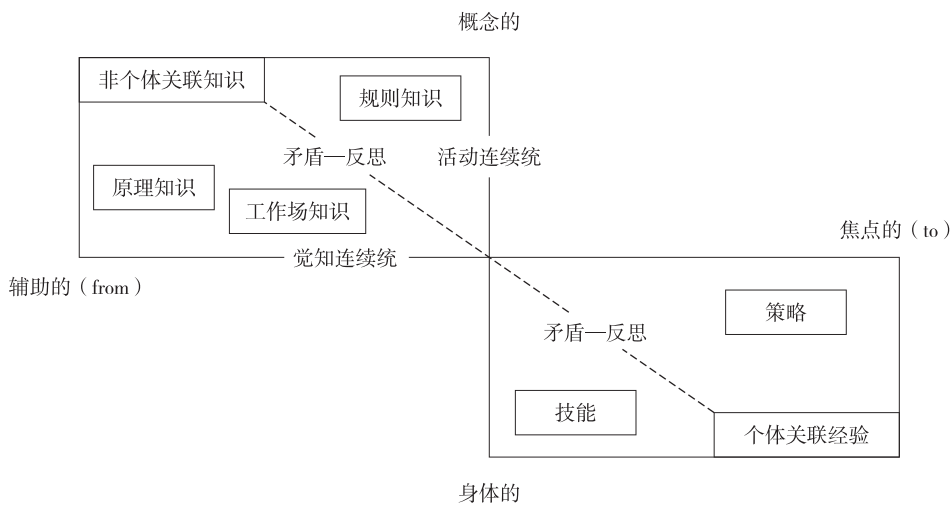 概念的
非个体关联知识
规则知识
矛盾—反思
活动连续统
原理知识
工作场知识
焦点的（to）
觉知连续统
辅助的（from）
策略
矛盾—反思
技能
个体关联经验
身体的